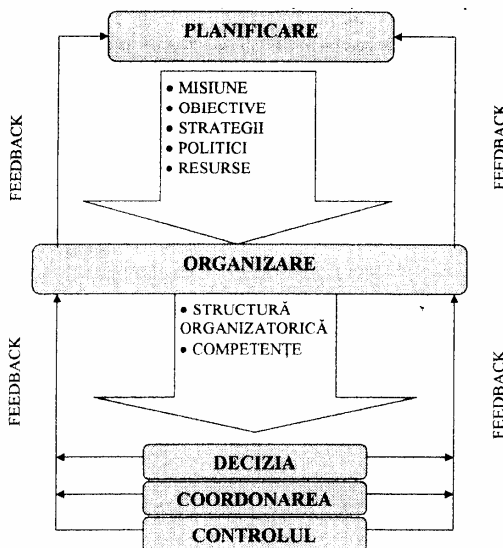 PLANIFICARE
FEEDBACK
FEEDBACK
• MISIUNE
• OBIECTIVE
• STRATEGII
• POLITICI
• RESURSE
ORGANIZARE
FEEDBACK
FEEDBACK
• STRUCTURĂ
ORGANIZATORICĂ
• COMPETENȚE
DECIZIA
COORDONAREA
CONTROLUL